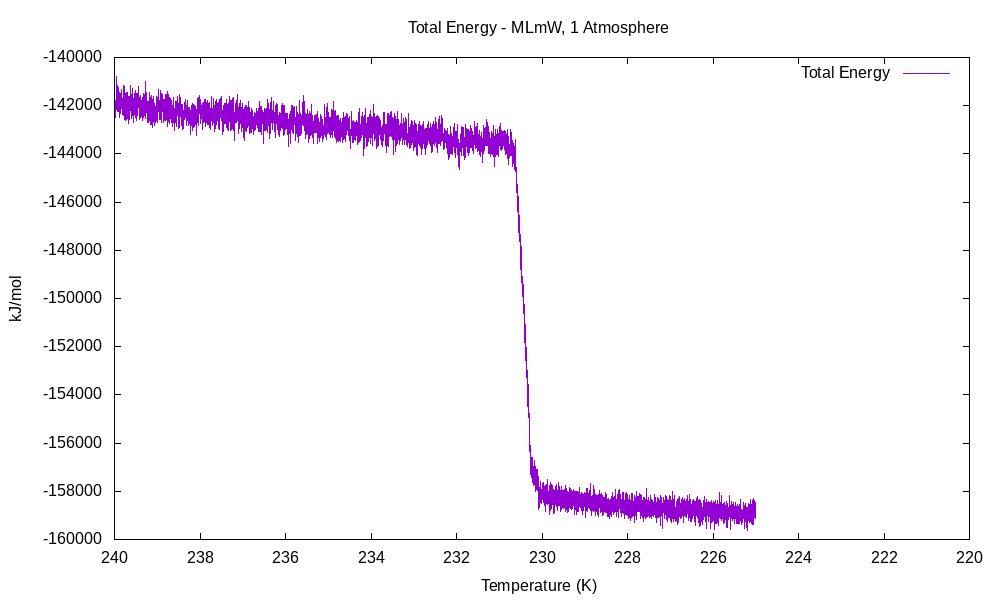 Total Energy - MLmW, 1 Atmosphere
Total Energy
kJ/mol
-140000
-142000
-144000
-146000
-148000
-150000
-152000
-154000
-156000
-158000
-160000
240 238 236 234 232 230 228 226 224 222 220
Temperature (K)